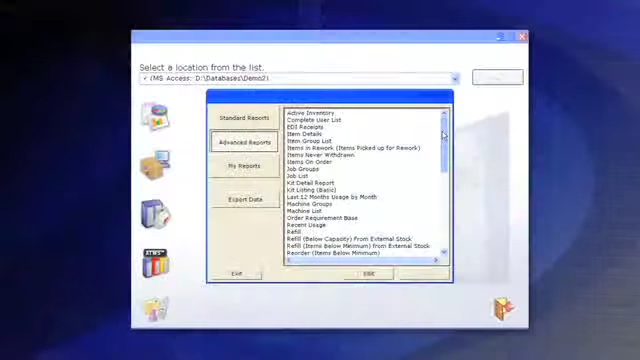 Select a location from the list.
✓ (MS Access: D:\Databases\Demo2)
Standard Reports
Advanced Reports
My Reports
Export Data
Active Inventory
Complete User List
EDI Receipts
Item Details
Item Group List
Items in Rework (Items Picked up for Rework)
Items Never Withdrawn
Items On Order
Job Groups
Job List
Kit Detail Report
Kit Listing (Basic)
Last 12 Months Usage by Month
Machine Groups
Machine List
Order Requirement Base
Recent Usage
Refill
Refill (Below Capacity) From External Stock
Refill (Items Below Minimum) from External Stock
Reorder (Items Below Minimum)
Exit
Edit